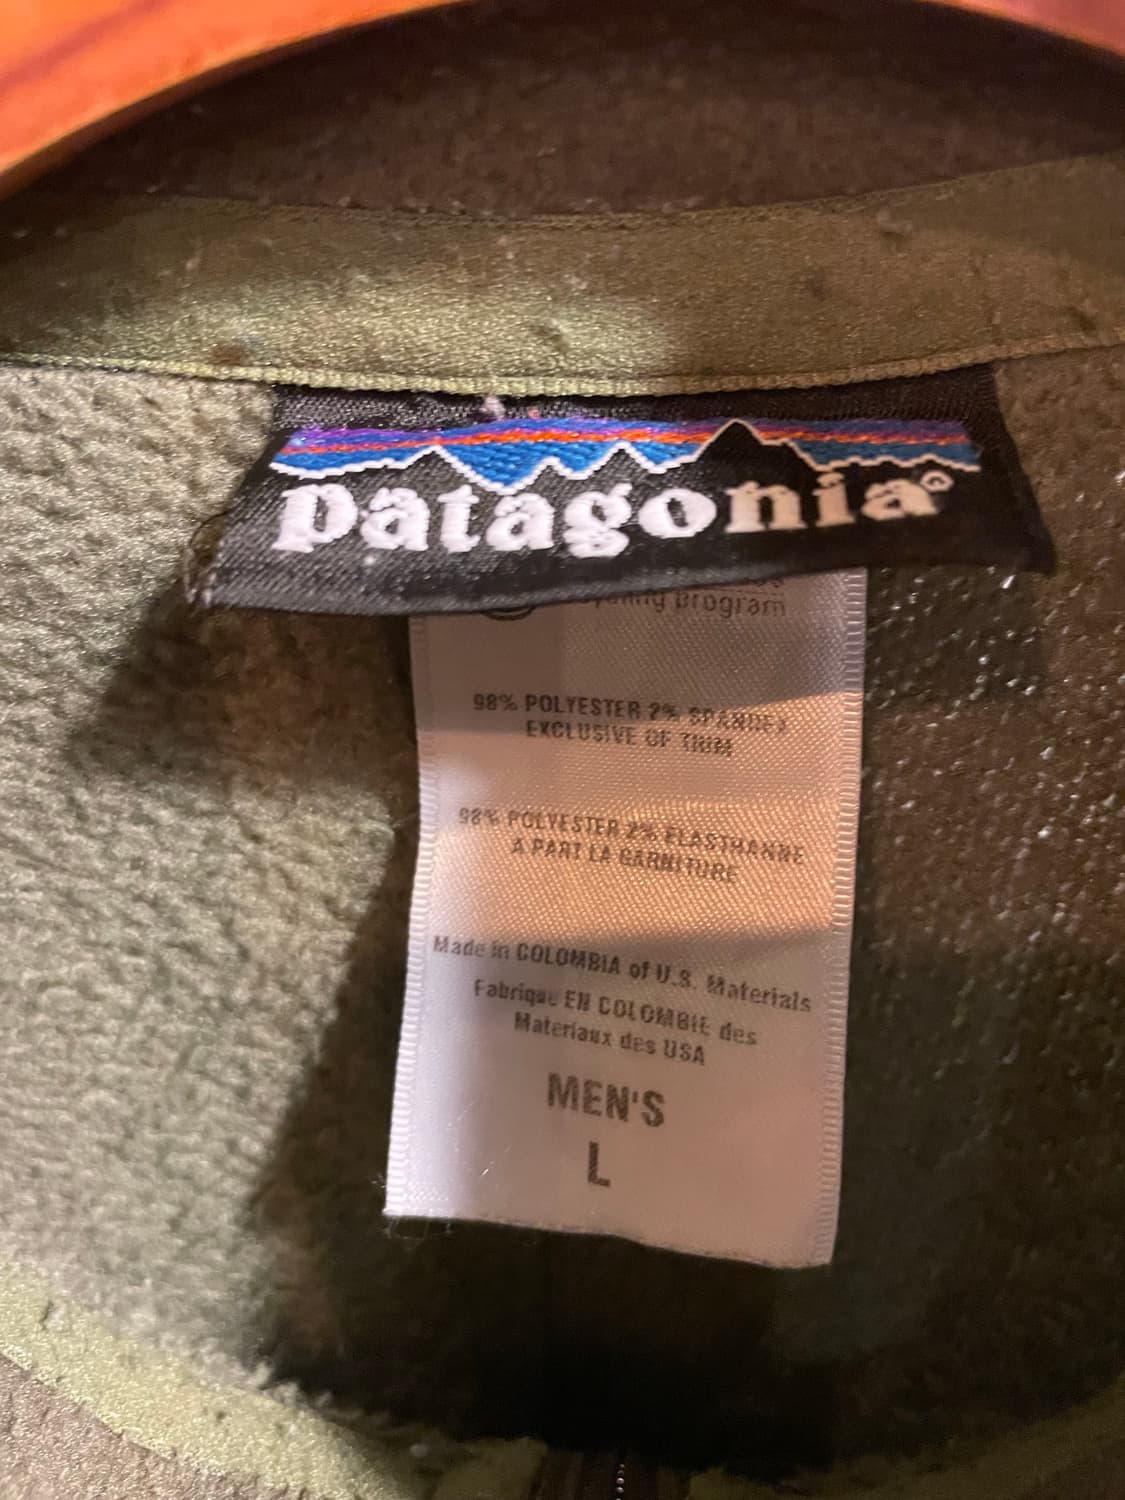 patagonia®
program
98% POLYESTER 2% SPANDEX
EXCLUSIVE OF TRIM
98% POLYESTER 2% ELASTHANNE
A PART LA GARNITURE
Made in COLOMBIA of U.S. Materials
Fabrique EN COLOMBIE des
Materiaux des USA
MEN'S
L